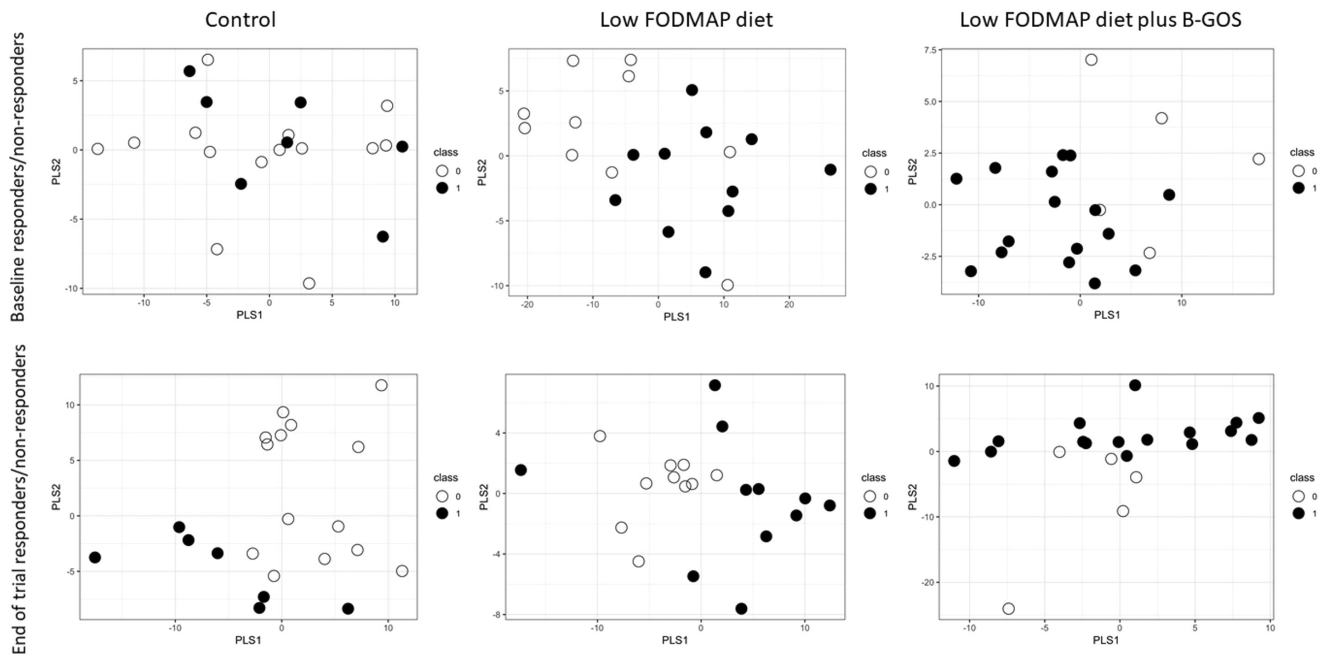 Control
Low FODMAP diet
Low FODMAP diet plus B-GOS
Baseline responders/non-responders
PLS2
5
0
-5
-10
-10
-5
0
5
10
PLS1
class
0
1
PLS2
5
0
-5
-10
-20
-10
0
10
20
PLS1
class
0
1
PLS2
7.5
5.0
2.5
0.0
-2.5
-10
0
10
PLS1
class
0
1
End of trial responders/non-responders
PLS2
10
5
0
-5
-10
0
10
PLS1
class
0
1
PLS2
4
0
-4
-8
-10
0
10
PLS1
class
0
1
PLS2
10
0
-10
-20
-10
-5
0
5
10
PLS1
class
0
1